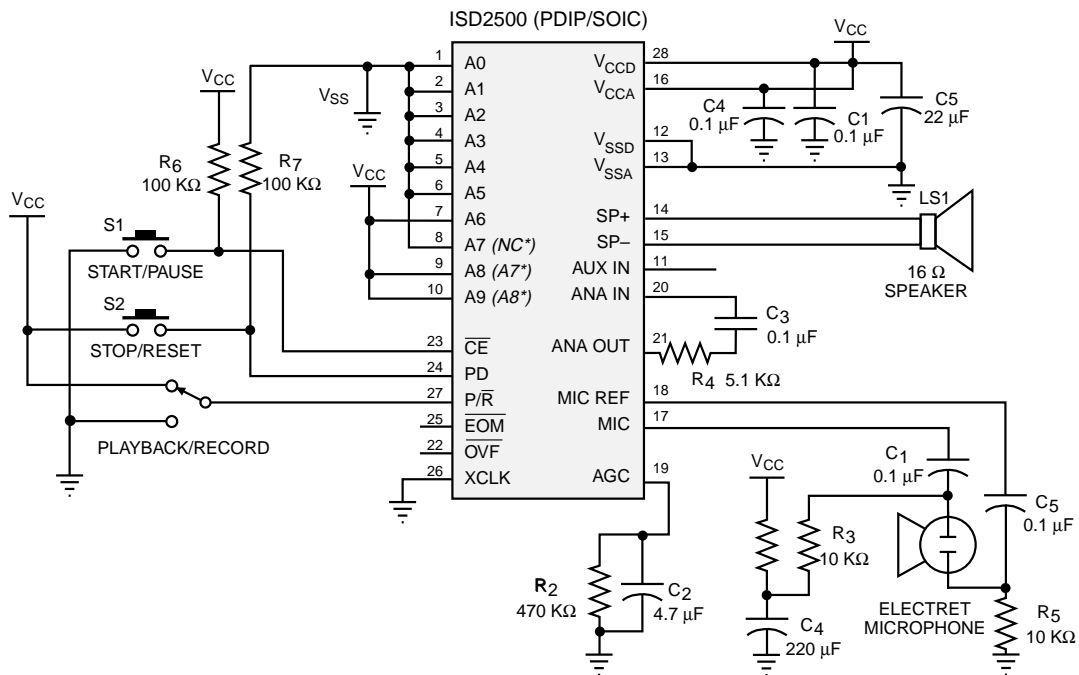 ISD2500 (PDIP/SOIC)
VCC
1 A0
2 A1
3 A2
4 A3
5 A4
6 A5
7 A6
8 A7 (NC*)
9 A8 (A7*)
10 A9 (A8*)
23 CE
24 PD
27 P/R
25 EOM
22 OVF
26 XCLK
VCCD 28
VCCA 16
VSSD 12
VSSA 13
SP+ 14
SP– 15
AUX IN 11
ANA IN 20
ANA OUT 21
MIC REF 18
MIC 17
AGC 19
VCC
VSS
R6
100 KΩ
R7
100 KΩ
VCC
VCC
S1
START/PAUSE
S2
STOP/RESET
PLAYBACK/RECORD
C4
0.1 µF
C1
0.1 µF
C5
22 µF
LS1
16 Ω
SPEAKER
C3
0.1 µF
R4 5.1 KΩ
C1
0.1 µF
VCC
C5
0.1 µF
R3
10 KΩ
R2
470 KΩ
C2
4.7 µF
C4
220 µF
ELECTRET
MICROPHONE
R5
10 KΩ